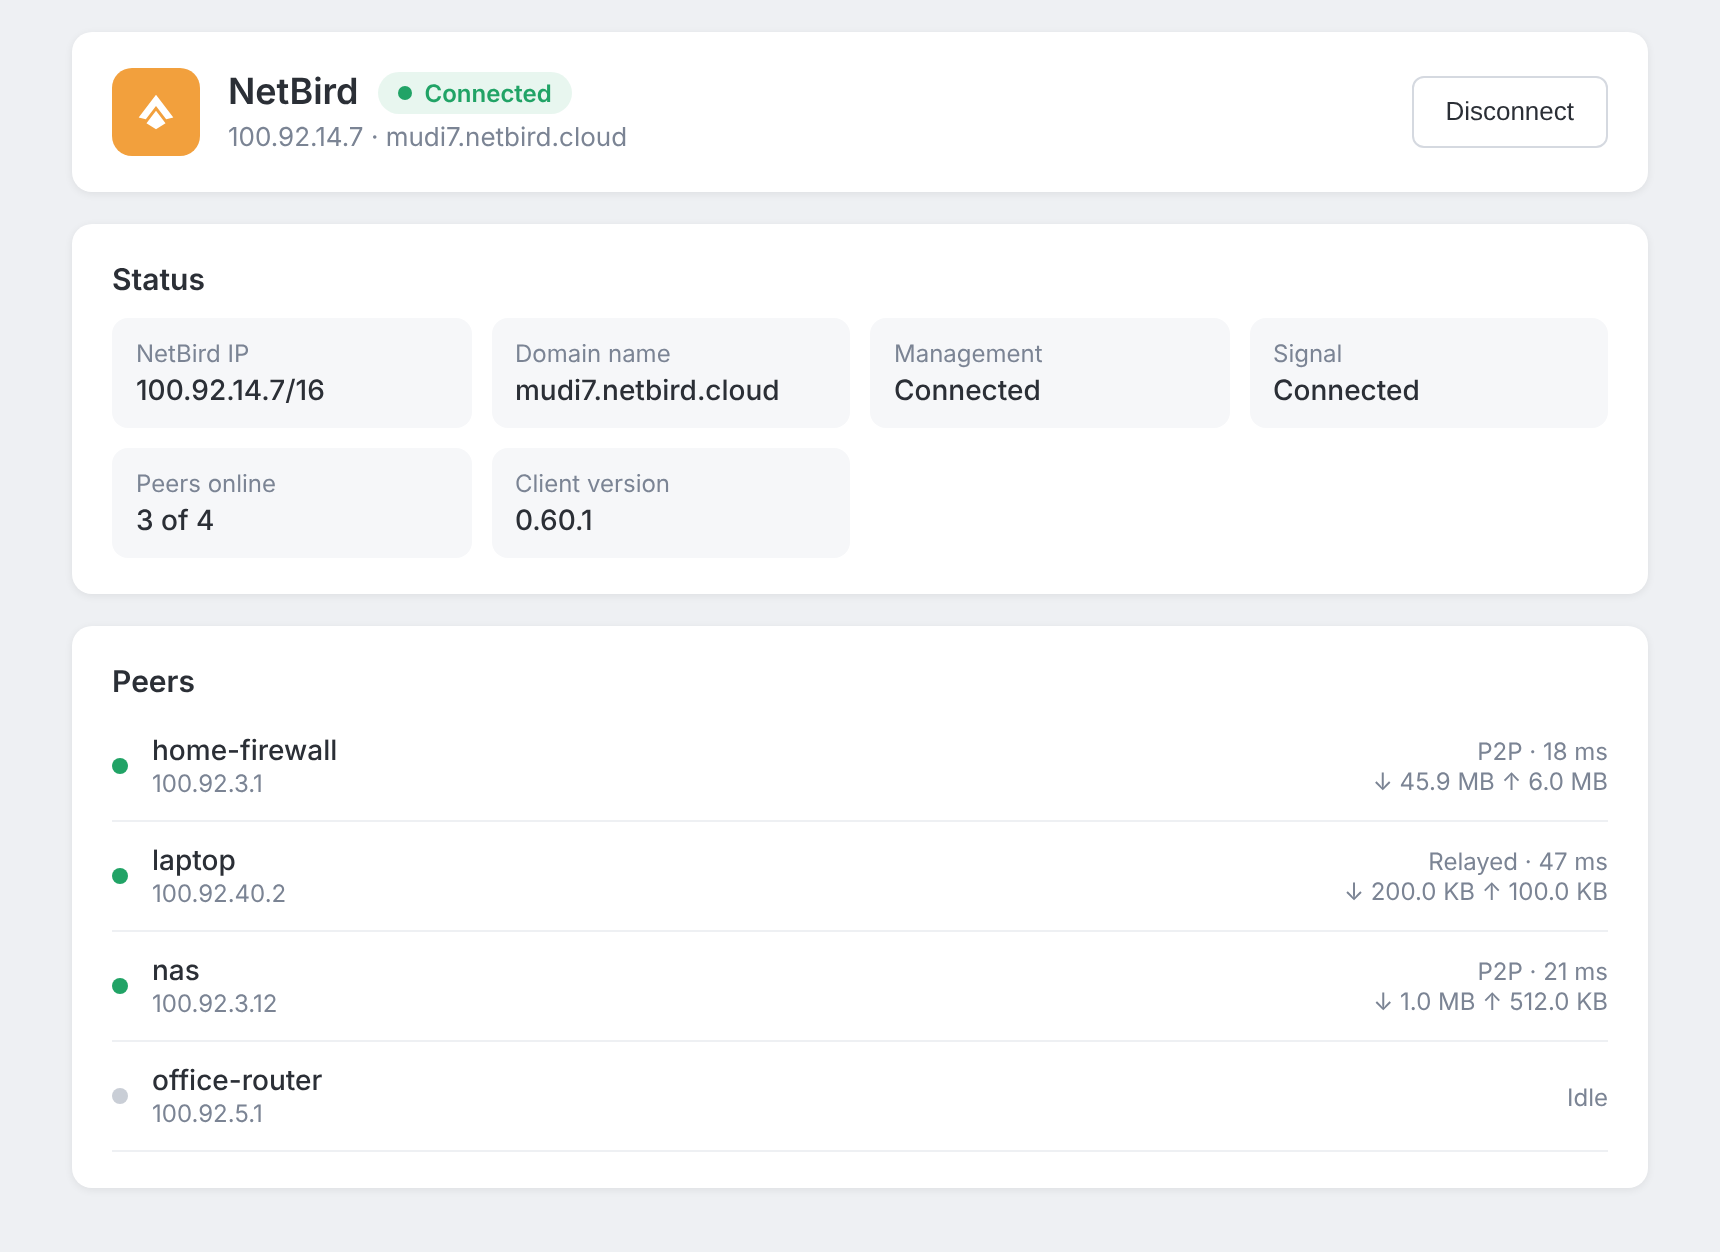 NetBird
Connected
100.92.14.7 · mudi7.netbird.cloud
Disconnect
Status
NetBird IP
100.92.14.7/16
Domain name
mudi7.netbird.cloud
Management
Connected
Signal
Connected
Peers online
3 of 4
Client version
0.60.1
Peers
home-firewall
100.92.3.1
P2P · 18 ms
↓ 45.9 MB ↑ 6.0 MB
laptop
100.92.40.2
Relayed · 47 ms
↓ 200.0 KB ↑ 100.0 KB
nas
100.92.3.12
P2P · 21 ms
↓ 1.0 MB ↑ 512.0 KB
office-router
100.92.5.1
Idle